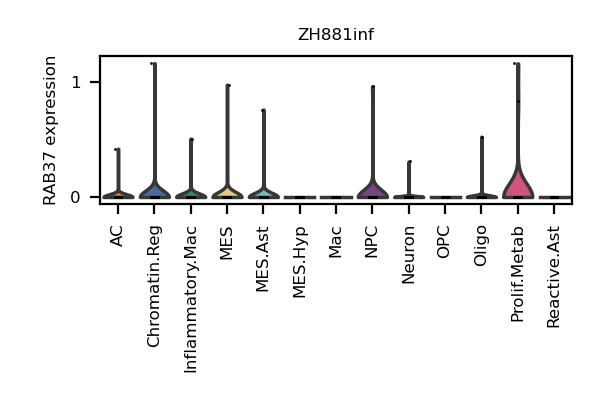 ZH881inf
RAB37 expression
1
0
AC
Chromatin.Reg
Inflammatory.Mac
MES
MES.Ast
MES.Hyp
Mac
NPC
Neuron
OPC
Oligo
Prolif.Metab
Reactive.Ast